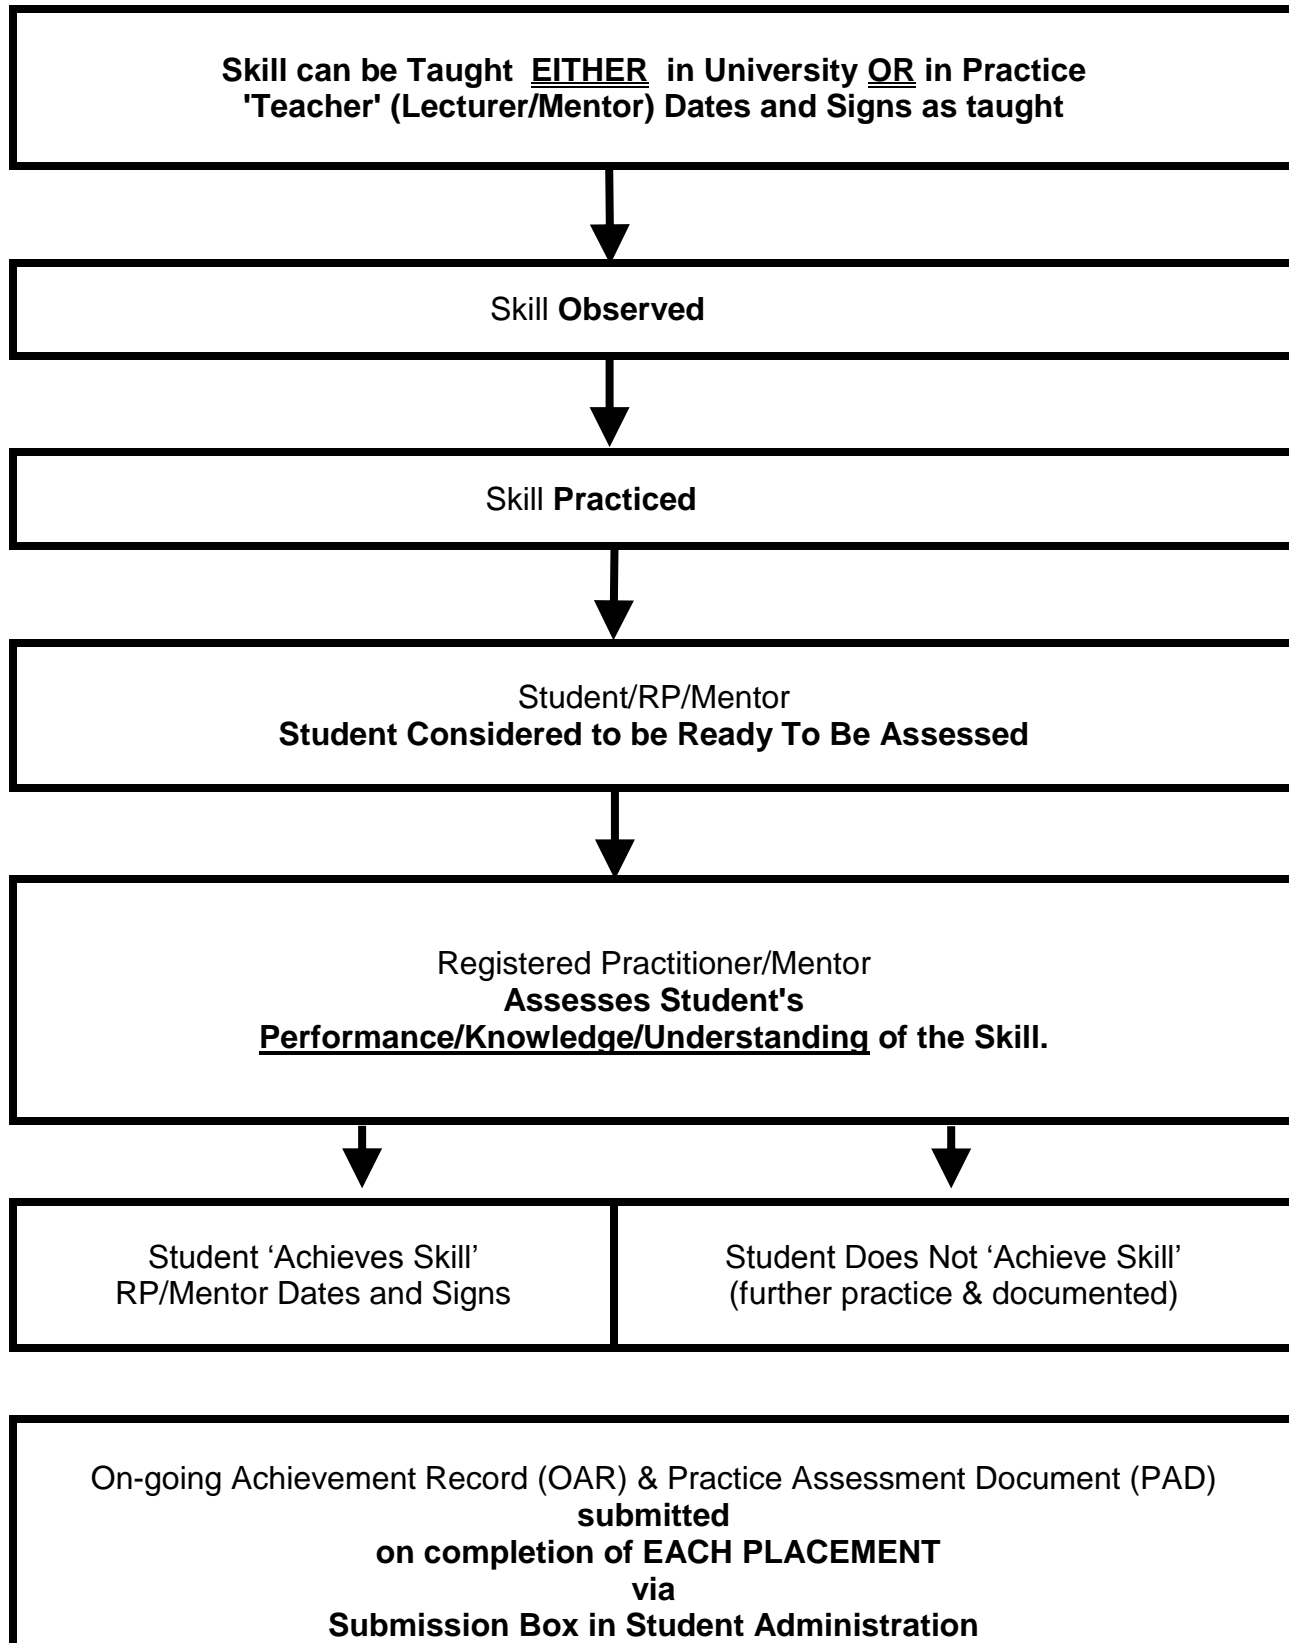 Skill can be Taught EITHER in University OR in Practice
'Teacher' (Lecturer/Mentor) Dates and Signs as taught
Skill Observed
Skill Practiced
Student/RP/Mentor
Student Considered to be Ready To Be Assessed
Registered Practitioner/Mentor
Assesses Student's
Performance/Knowledge/Understanding of the Skill.
Student ‘Achieves Skill’
RP/Mentor Dates and Signs
Student Does Not ‘Achieve Skill’
(further practice & documented)
On-going Achievement Record (OAR) & Practice Assessment Document (PAD)
submitted
on completion of EACH PLACEMENT
via
Submission Box in Student Administration